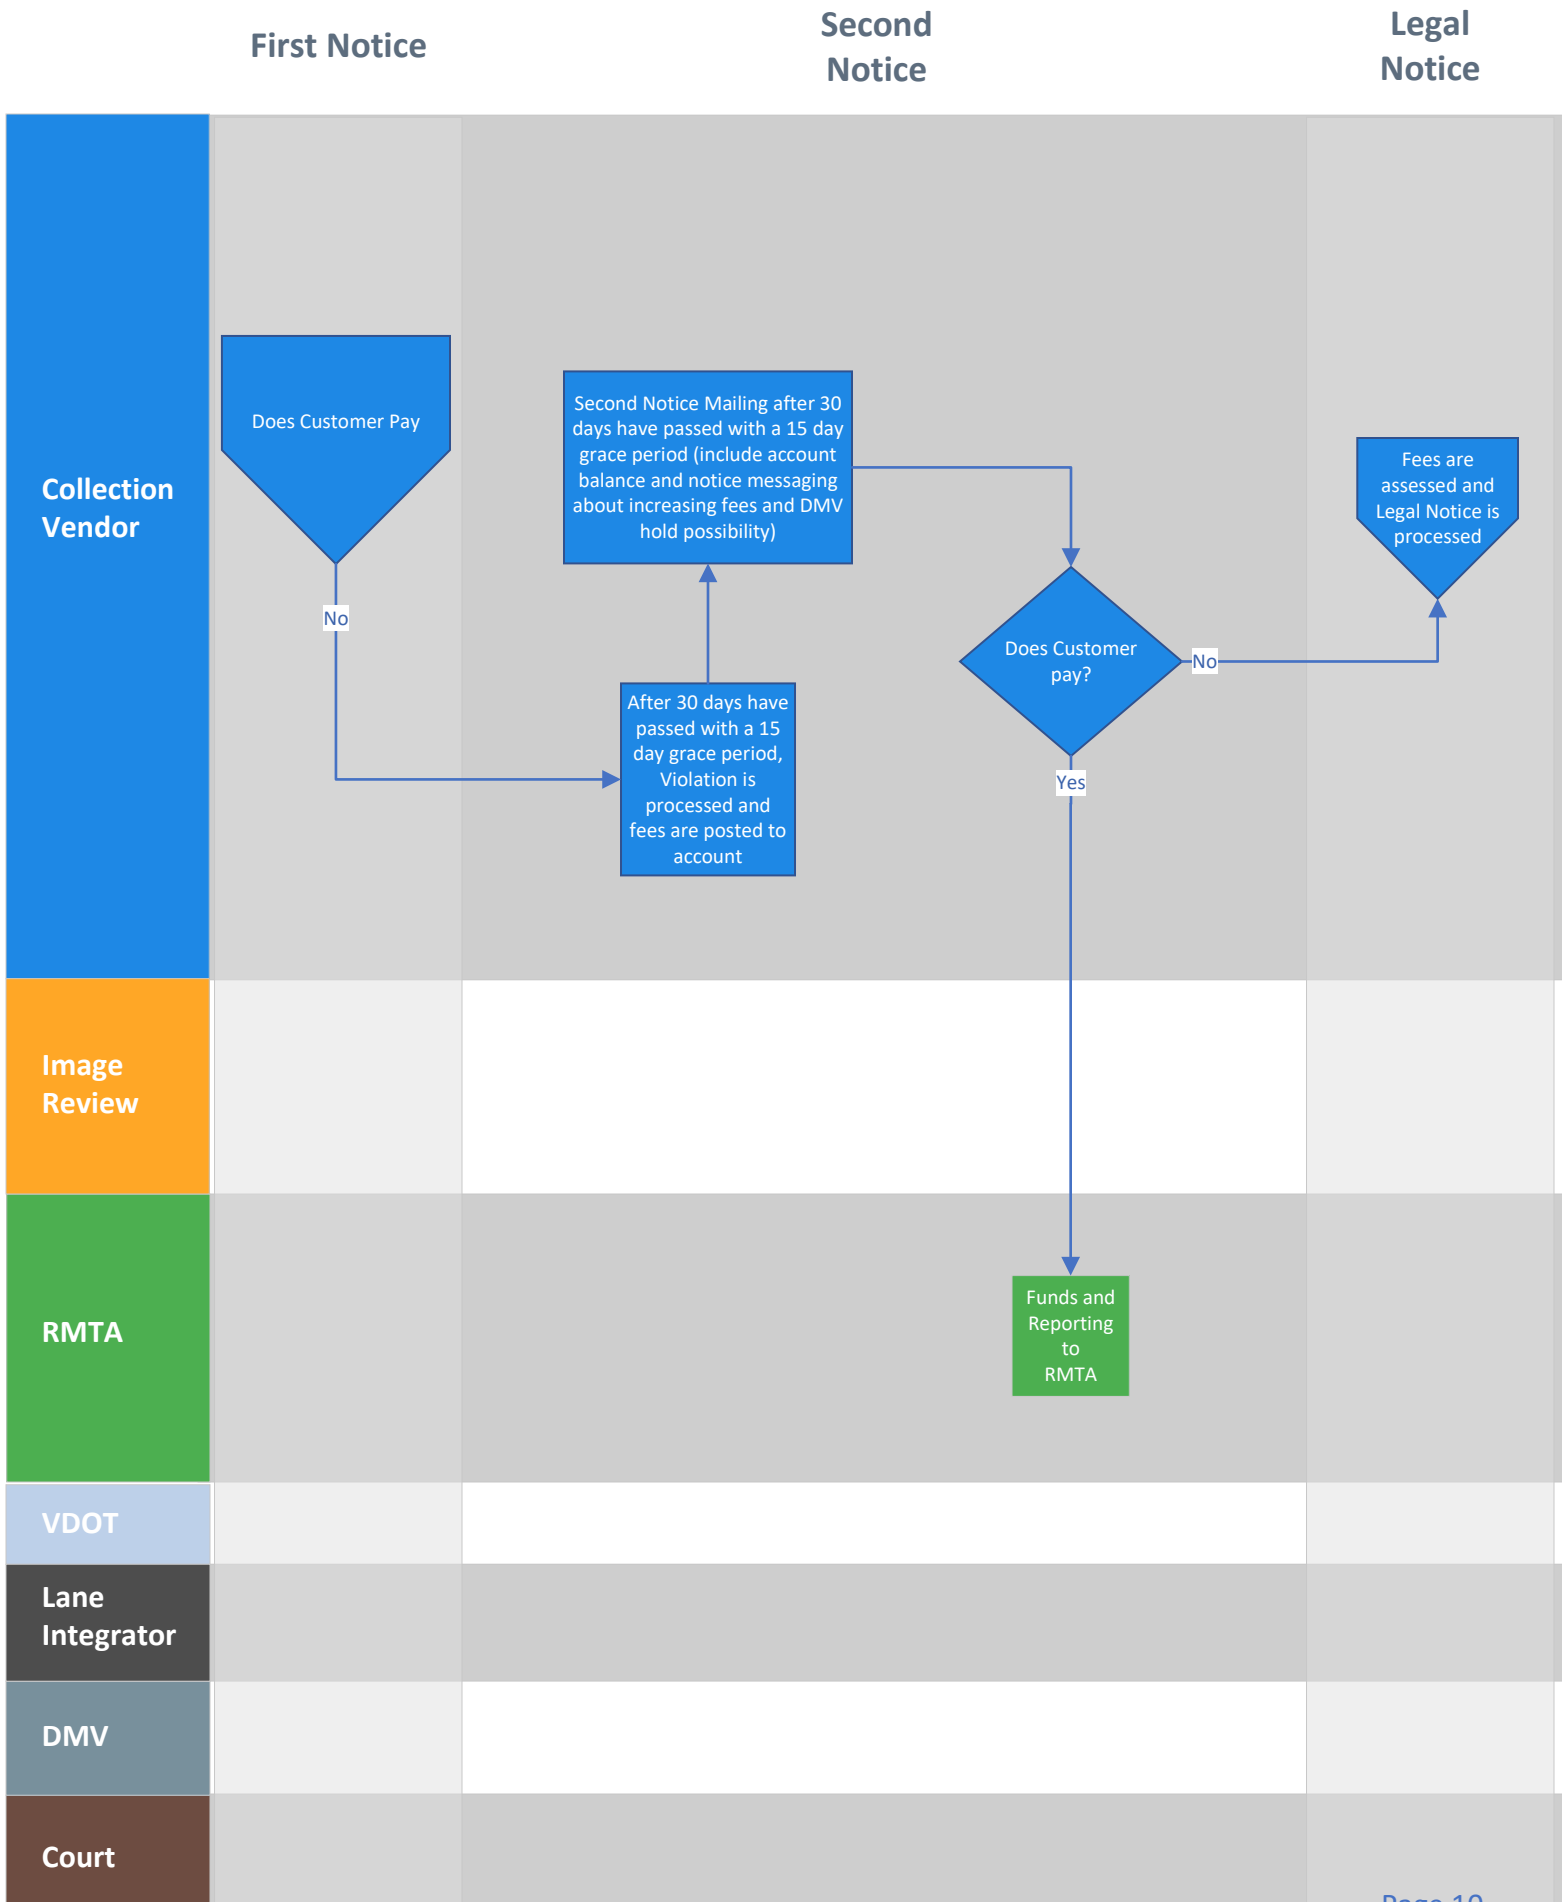 First Notice
Second
Notice
Legal
Notice
Collection
Vendor
Does Customer Pay
No
Second Notice Mailing after 30
days have passed with a 15 day
grace period (include account
balance and notice messaging
about increasing fees and DMV
hold possibility)
After 30 days have
passed with a 15
day grace period,
Violation is
processed and
fees are posted to
account
Does Customer
pay?
No
Yes
Fees are
assessed and
Legal Notice is
processed
Image
Review
RMTA
Funds and
Reporting
to
RMTA
VDOT
Lane
Integrator
DMV
Court
Page 10